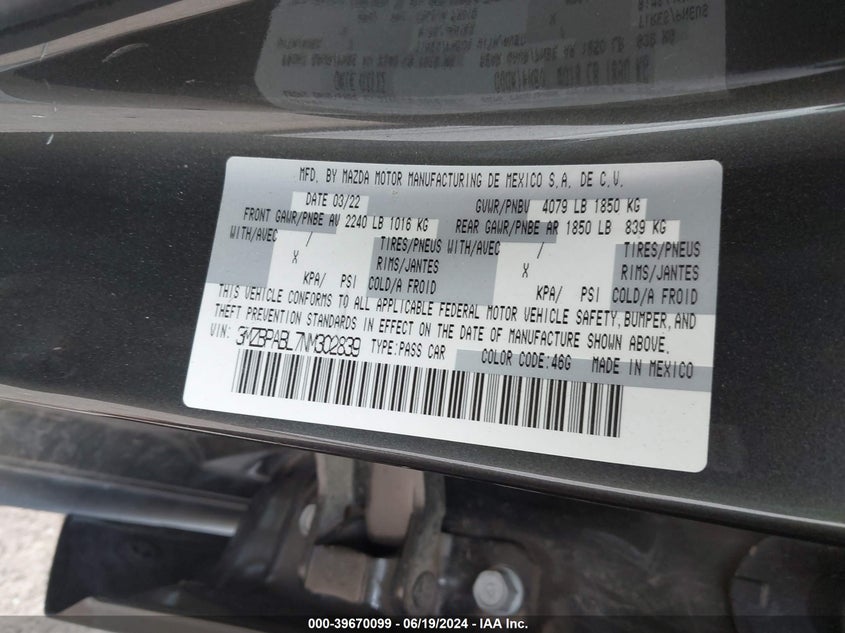 MFD. BY MAZDA MOTOR MANUFACTURING DE MEXICO S.A. DE C.V.
DATE 03/22 GVWR/PNBV 4079 LB 1850 KG
FRONT GAWR/PNBE AV 2240 LB 1016 KG REAR GAWR/PNBE AR 1850 LB 839 KG
WITH/AVEC / TIRES/PNEUS WITH/AVEC / TIRES/PNEUS
X RIMS/JANTES X RIMS/JANTES
KPA/ PSI COLD/A FROID KPA/ PSI COLD/A FROID
THIS VEHICLE CONFORMS TO ALL APPLICABLE FEDERAL MOTOR VEHICLE SAFETY, BUMPER, AND
THEFT PREVENTION STANDARDS IN EFFECT ON THE DATE OF MANUFACTURE SHOWN ABOVE.
VIN: 3MZBPABL7NM302839 TYPE:PASS CAR COLOR CODE:46G MADE IN MEXICO
000-39670099 - 06/19/2024 - IAA Inc.